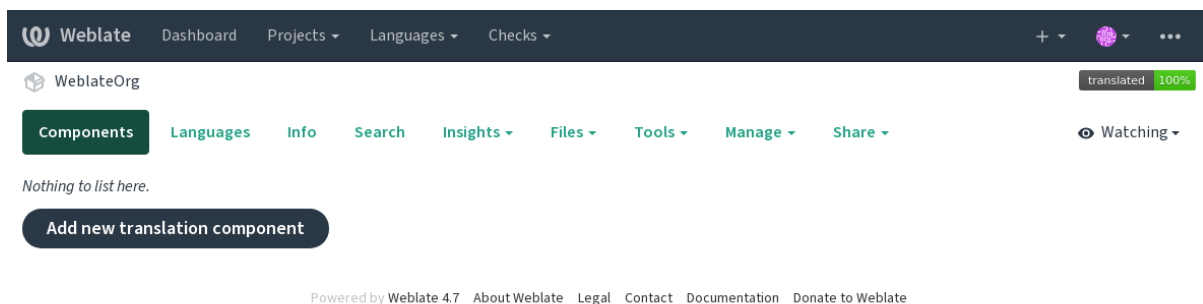 Weblate Dashboard Projects Languages Checks
WeblateOrg translated 100%
Components Languages Info Search Insights Files Tools Manage Share Watching
Nothing to list here.
Add new translation component
Powered by Weblate 4.7 About Weblate Legal Contact Documentation Donate to Weblate